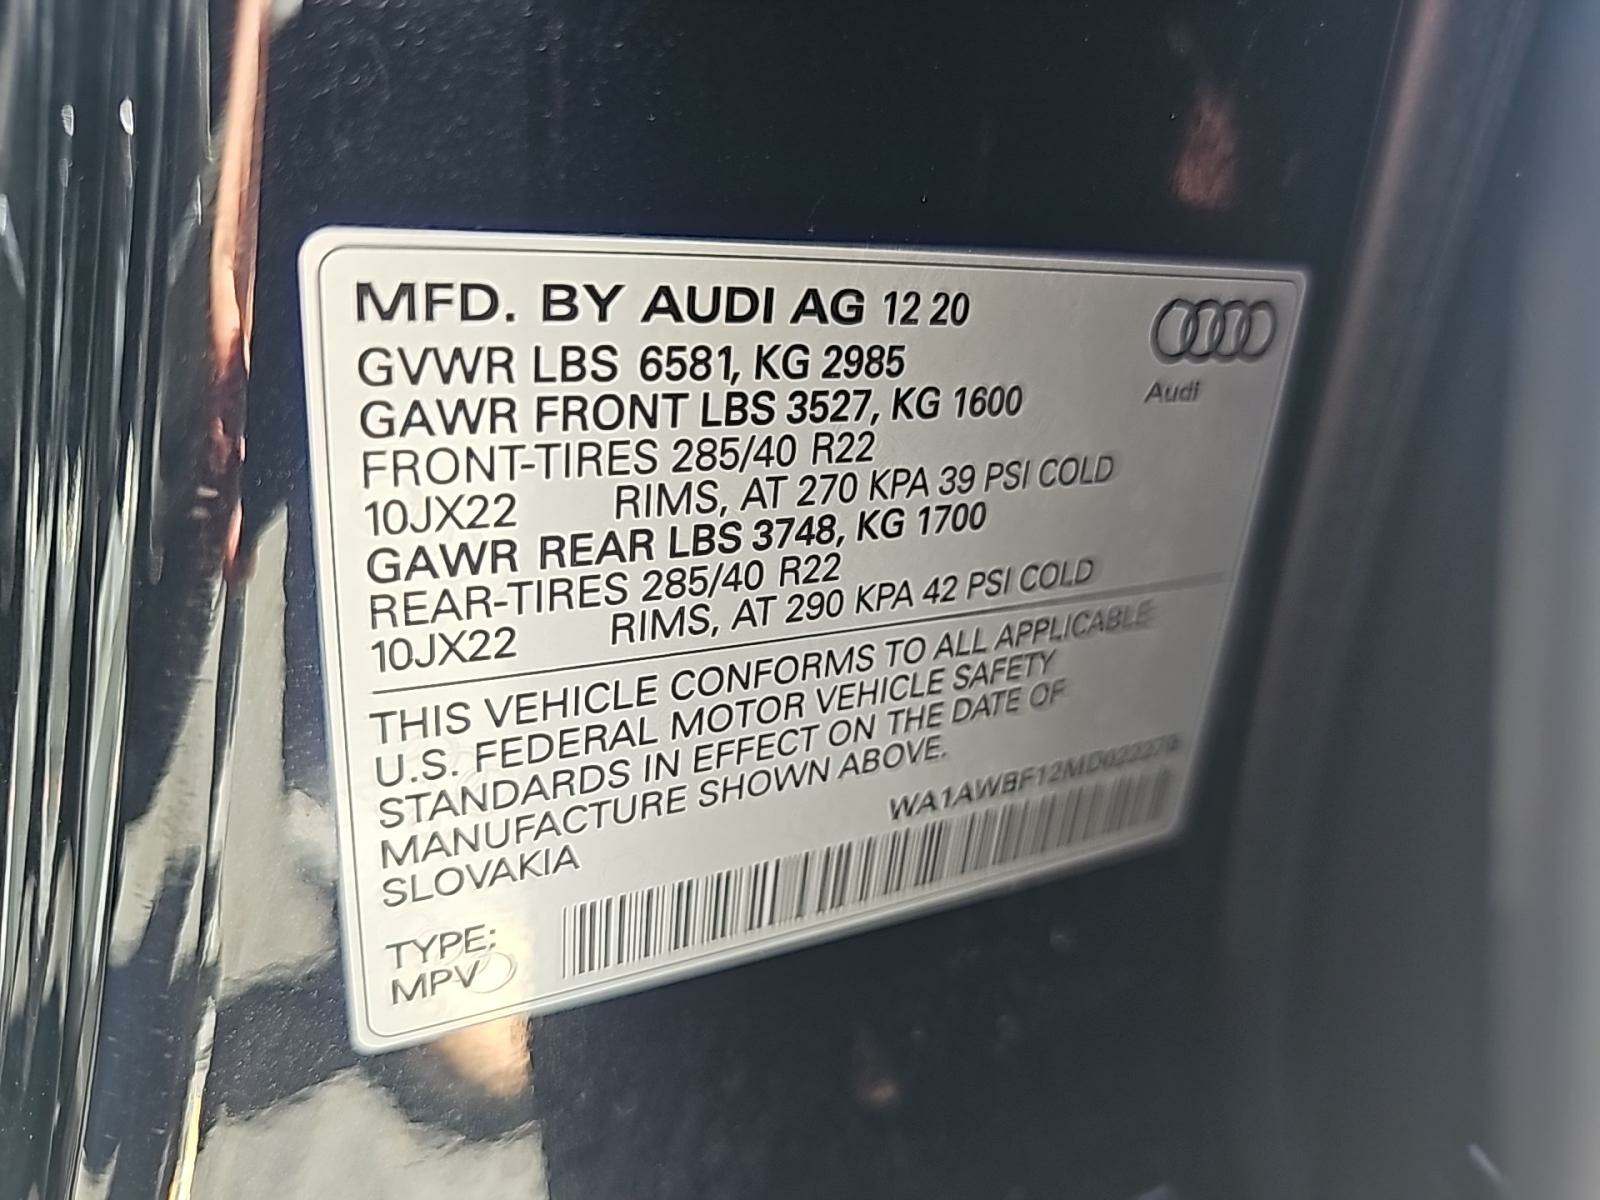 MFD. BY AUDI AG 12 20
Audi
GVWR LBS 6581, KG 2985
GAWR FRONT LBS 3527, KG 1600
FRONT-TIRES 285/40 R22
10JX22 RIMS, AT 270 KPA 39 PSI COLD
GAWR REAR LBS 3748, KG 1700
REAR-TIRES 285/40 R22
10JX22 RIMS, AT 290 KPA 42 PSI COLD
THIS VEHICLE CONFORMS TO ALL APPLICABLE
U.S. FEDERAL MOTOR VEHICLE SAFETY
STANDARDS IN EFFECT ON THE DATE OF
MANUFACTURE SHOWN ABOVE.
SLOVAKIA
TYPE:
MPV